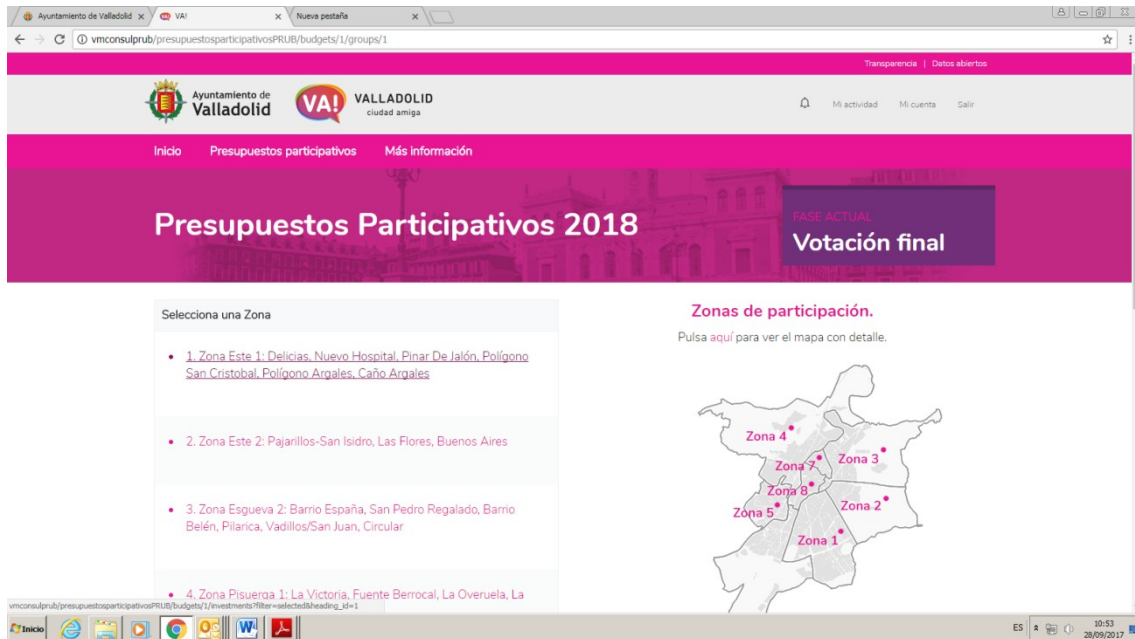 Ayuntamiento de Valladolid
VA!
Nueva pestaña
vmconsulprub/presupuestosparticipativosPRUB/budgets/1/groups/1
Transparencia | Datos abiertos
Ayuntamiento de
Valladolid
VA!
VALLADOLID
ciudad amiga
Mi actividad Mi cuenta Salir
Inicio Presupuestos participativos Más información
Presupuestos Participativos 2018
FASE ACTUAL
Votación final
Selecciona una Zona
1. Zona Este 1: Delicias, Nuevo Hospital, Pinar De Jalón, Polígono
San Cristobal, Polígono Argales, Caño Argales
2. Zona Este 2: Pajarillos-San Isidro, Las Flores, Buenos Aires
3. Zona Esgueva 2: Barrio España, San Pedro Regalado, Barrio
Belén, Pilarica, Vadillos/San Juan, Circular
4. Zona Pisuerga 1: La Victoria, Fuente Berrocal, La Overuela, La
Zonas de participación.
Pulsa aquí para ver el mapa con detalle.
Zona 4
Zona 3
Zona 7
Zona 8
Zona 5
Zona 2
Zona 1
vmconsulprub/presupuestosparticipativosPRUB/budgets/1/investments?filter=selected&heading_id=1
Inicio
ES
10:53
28/09/2017